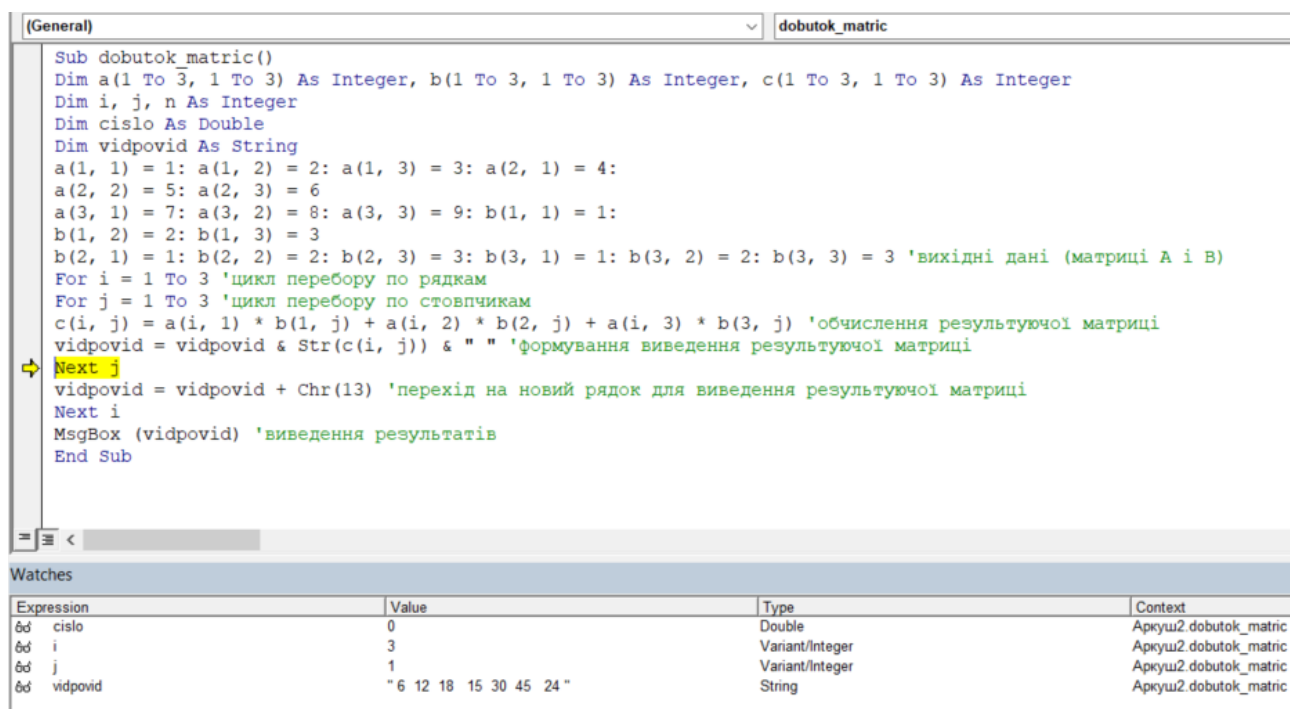 (General) dobutok_matric
Sub dobutok_matric()
Dim a(1 To 3, 1 To 3) As Integer, b(1 To 3, 1 To 3) As Integer, c(1 To 3, 1 To 3) As Integer
Dim i, j, n As Integer
Dim cislo As Double
Dim vidpovid As String
a(1, 1) = 1: a(1, 2) = 2: a(1, 3) = 3: a(2, 1) = 4:
a(2, 2) = 5: a(2, 3) = 6
a(3, 1) = 7: a(3, 2) = 8: a(3, 3) = 9: b(1, 1) = 1:
b(1, 2) = 2: b(1, 3) = 3
b(2, 1) = 1: b(2, 2) = 2: b(2, 3) = 3: b(3, 1) = 1: b(3, 2) = 2: b(3, 3) = 3 'вихідні дані (матриці А і В)
For i = 1 To 3 'цикл перебору по рядкам
For j = 1 To 3 'цикл перебору по стовпчикам
c(i, j) = a(i, 1) * b(1, j) + a(i, 2) * b(2, j) + a(i, 3) * b(3, j) 'обчислення результуючої матриці
vidpovid = vidpovid & Str(c(i, j)) & " " 'формування виведення результуючої матриці
Next j
vidpovid = vidpovid + Chr(13) 'перехід на новий рядок для виведення результуючої матриці
Next i
MsgBox (vidpovid) 'виведення результатів
End Sub
Watches
Expression Value Type Context
cislo 0 Double Аркуш2.dobutok_matric
i 3 Variant/Integer Аркуш2.dobutok_matric
j 1 Variant/Integer Аркуш2.dobutok_matric
vidpovid " 6 12 18 15 30 45 24 " String Аркуш2.dobutok_matric